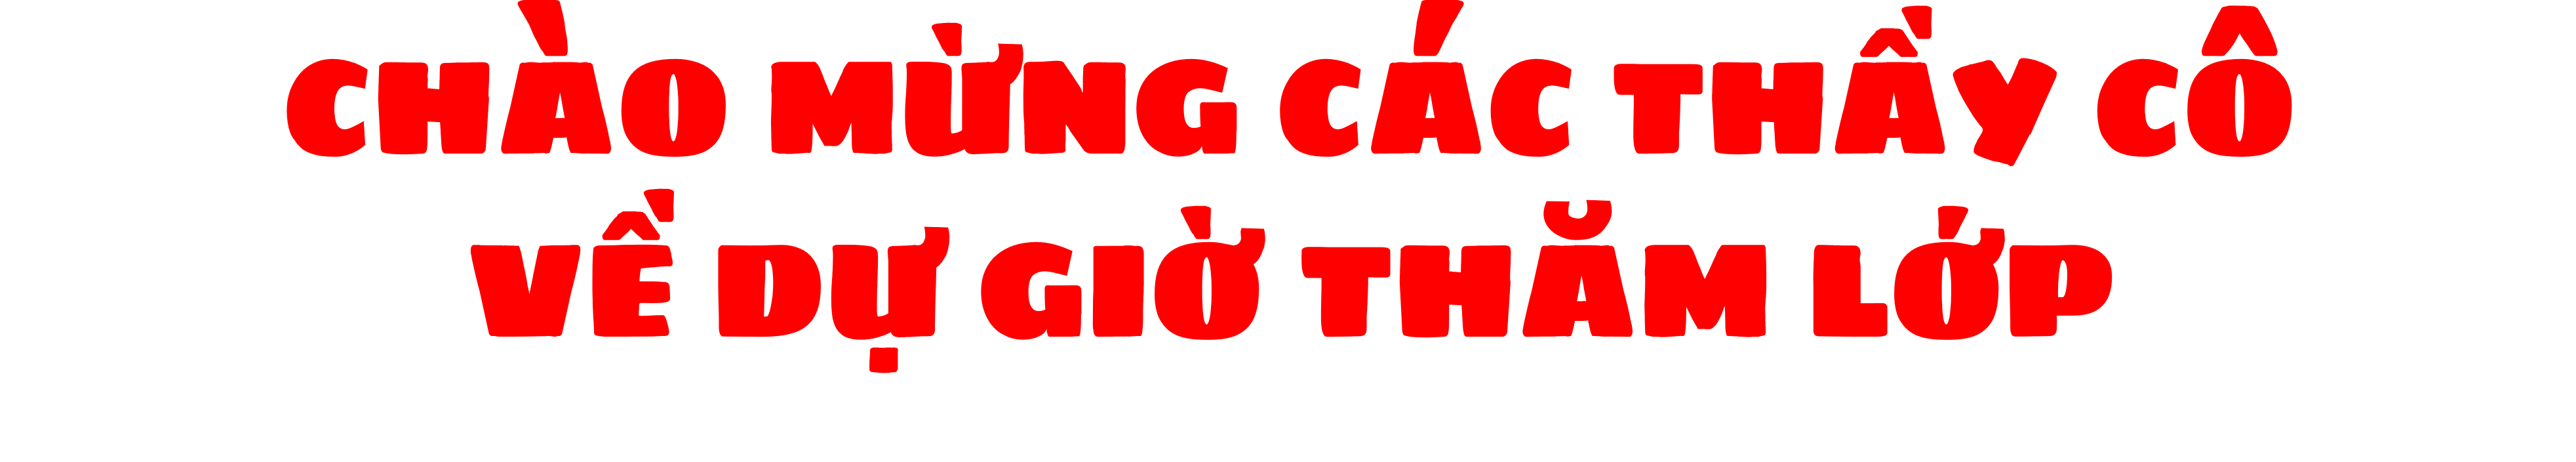 CHÀO MỪNG CÁC THẦY CÔ
VỀ DỰ GIỜ THĂM LỚP